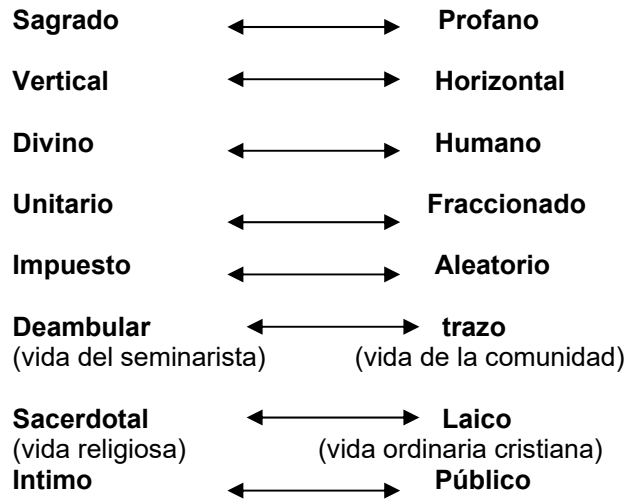 Sagrado Profano
Vertical Horizontal
Divino Humano
Unitario Fraccionado
Impuesto Aleatorio
Deambular trazo
(vida del seminarista) (vida de la comunidad)
Sacerdotal Laico
(vida religiosa) (vida ordinaria cristiana)
Intimo Público